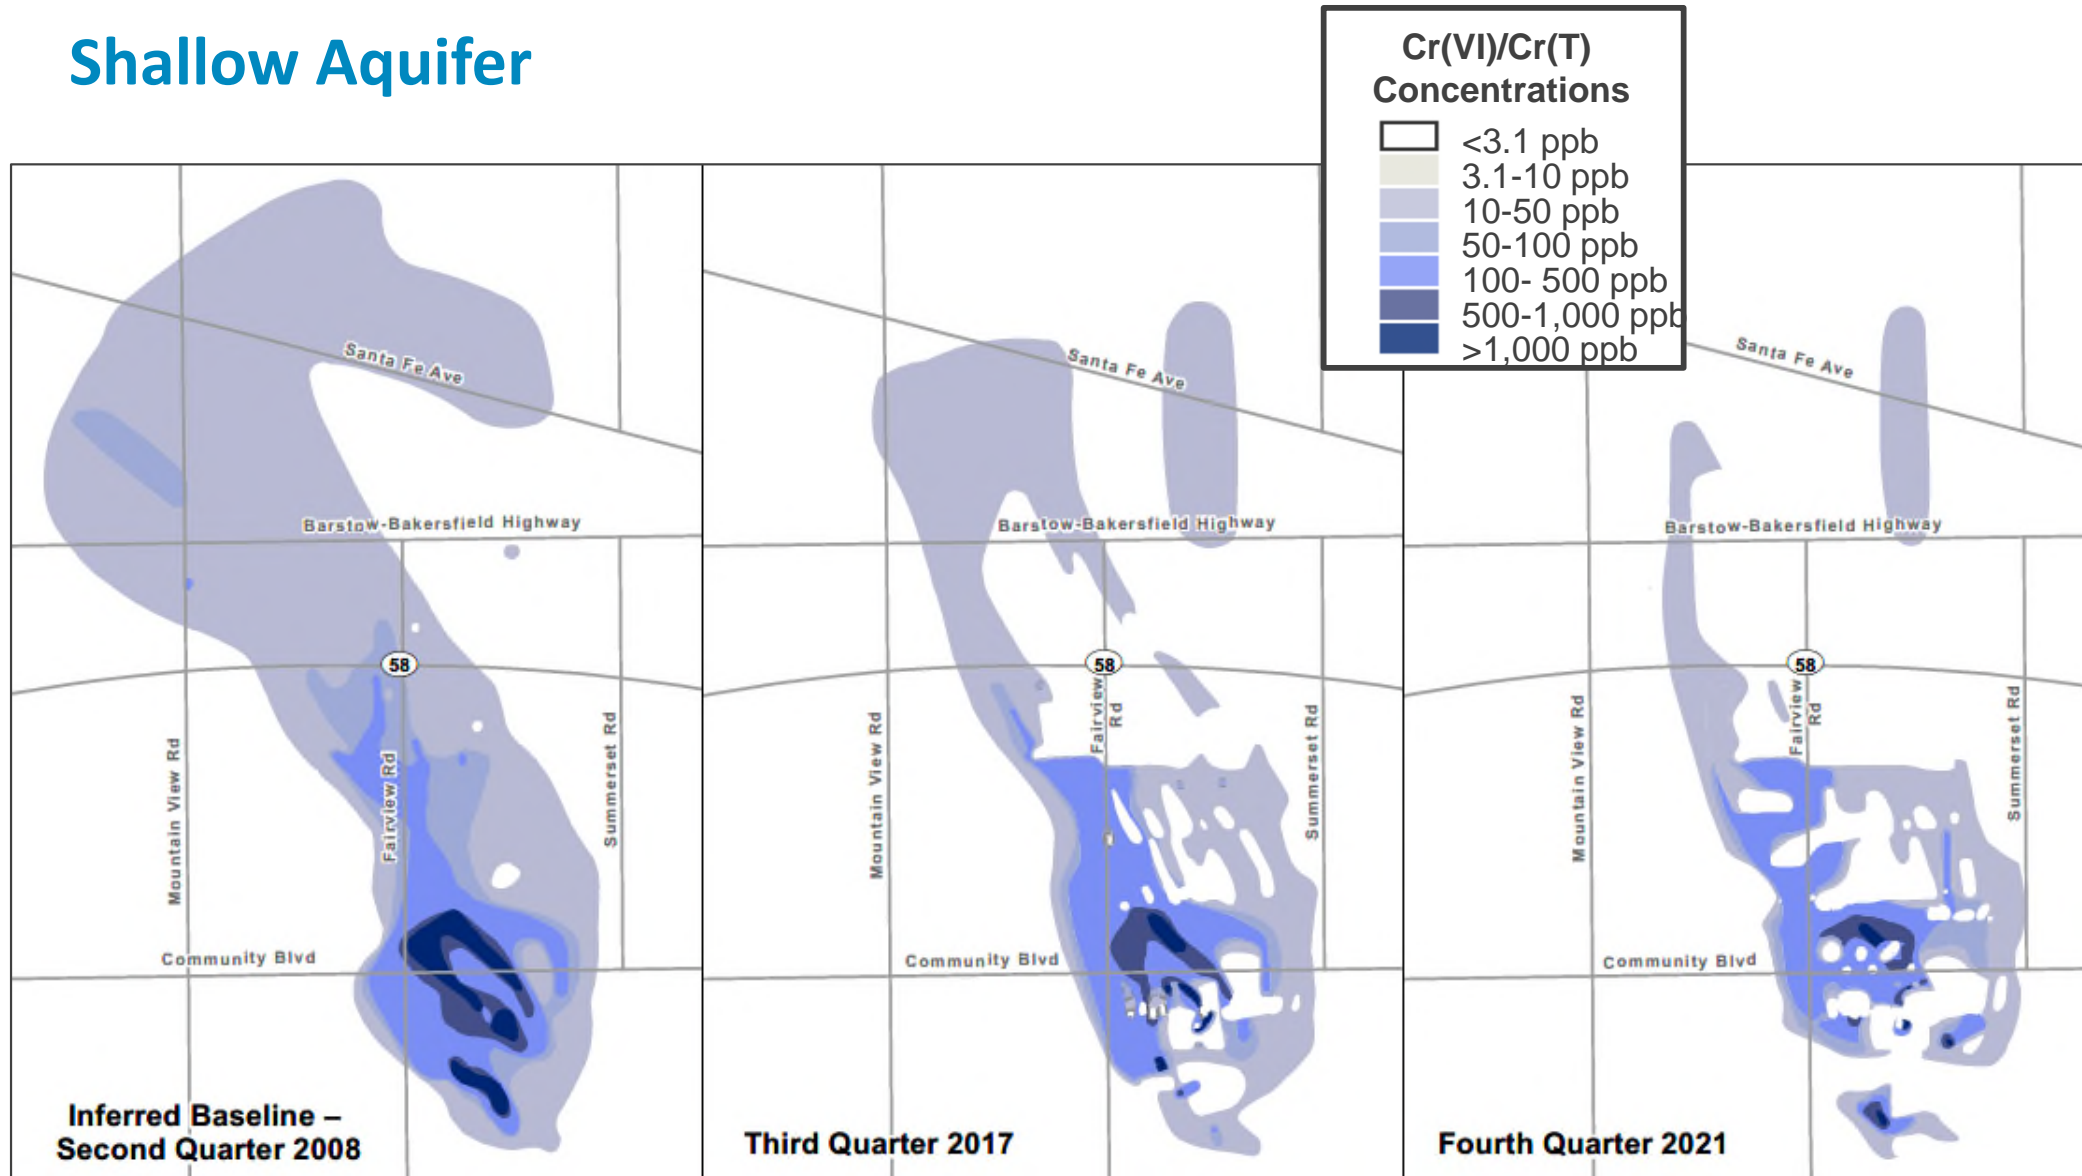 Shallow Aquifer
Cr(VI)/Cr(T)
Concentrations
<3.1 ppb
3.1-10 ppb
10-50 ppb
50-100 ppb
100- 500 ppb
500-1,000 ppb
>1,000 ppb
Santa Fe Ave
Barstow-Bakersfield Highway
58
Mountain View Rd
Fairview Rd
Summerset Rd
Community Blvd
Inferred Baseline –
Second Quarter 2008
Santa Fe Ave
Barstow-Bakersfield Highway
58
Fairview
Rd
Mountain View Rd
Summerset Rd
Community Blvd
Third Quarter 2017
Santa Fe Ave
Barstow-Bakersfield Highway
58
Fairview
Rd
Mountain View Rd
Summerset Rd
Community Blvd
Fourth Quarter 2021